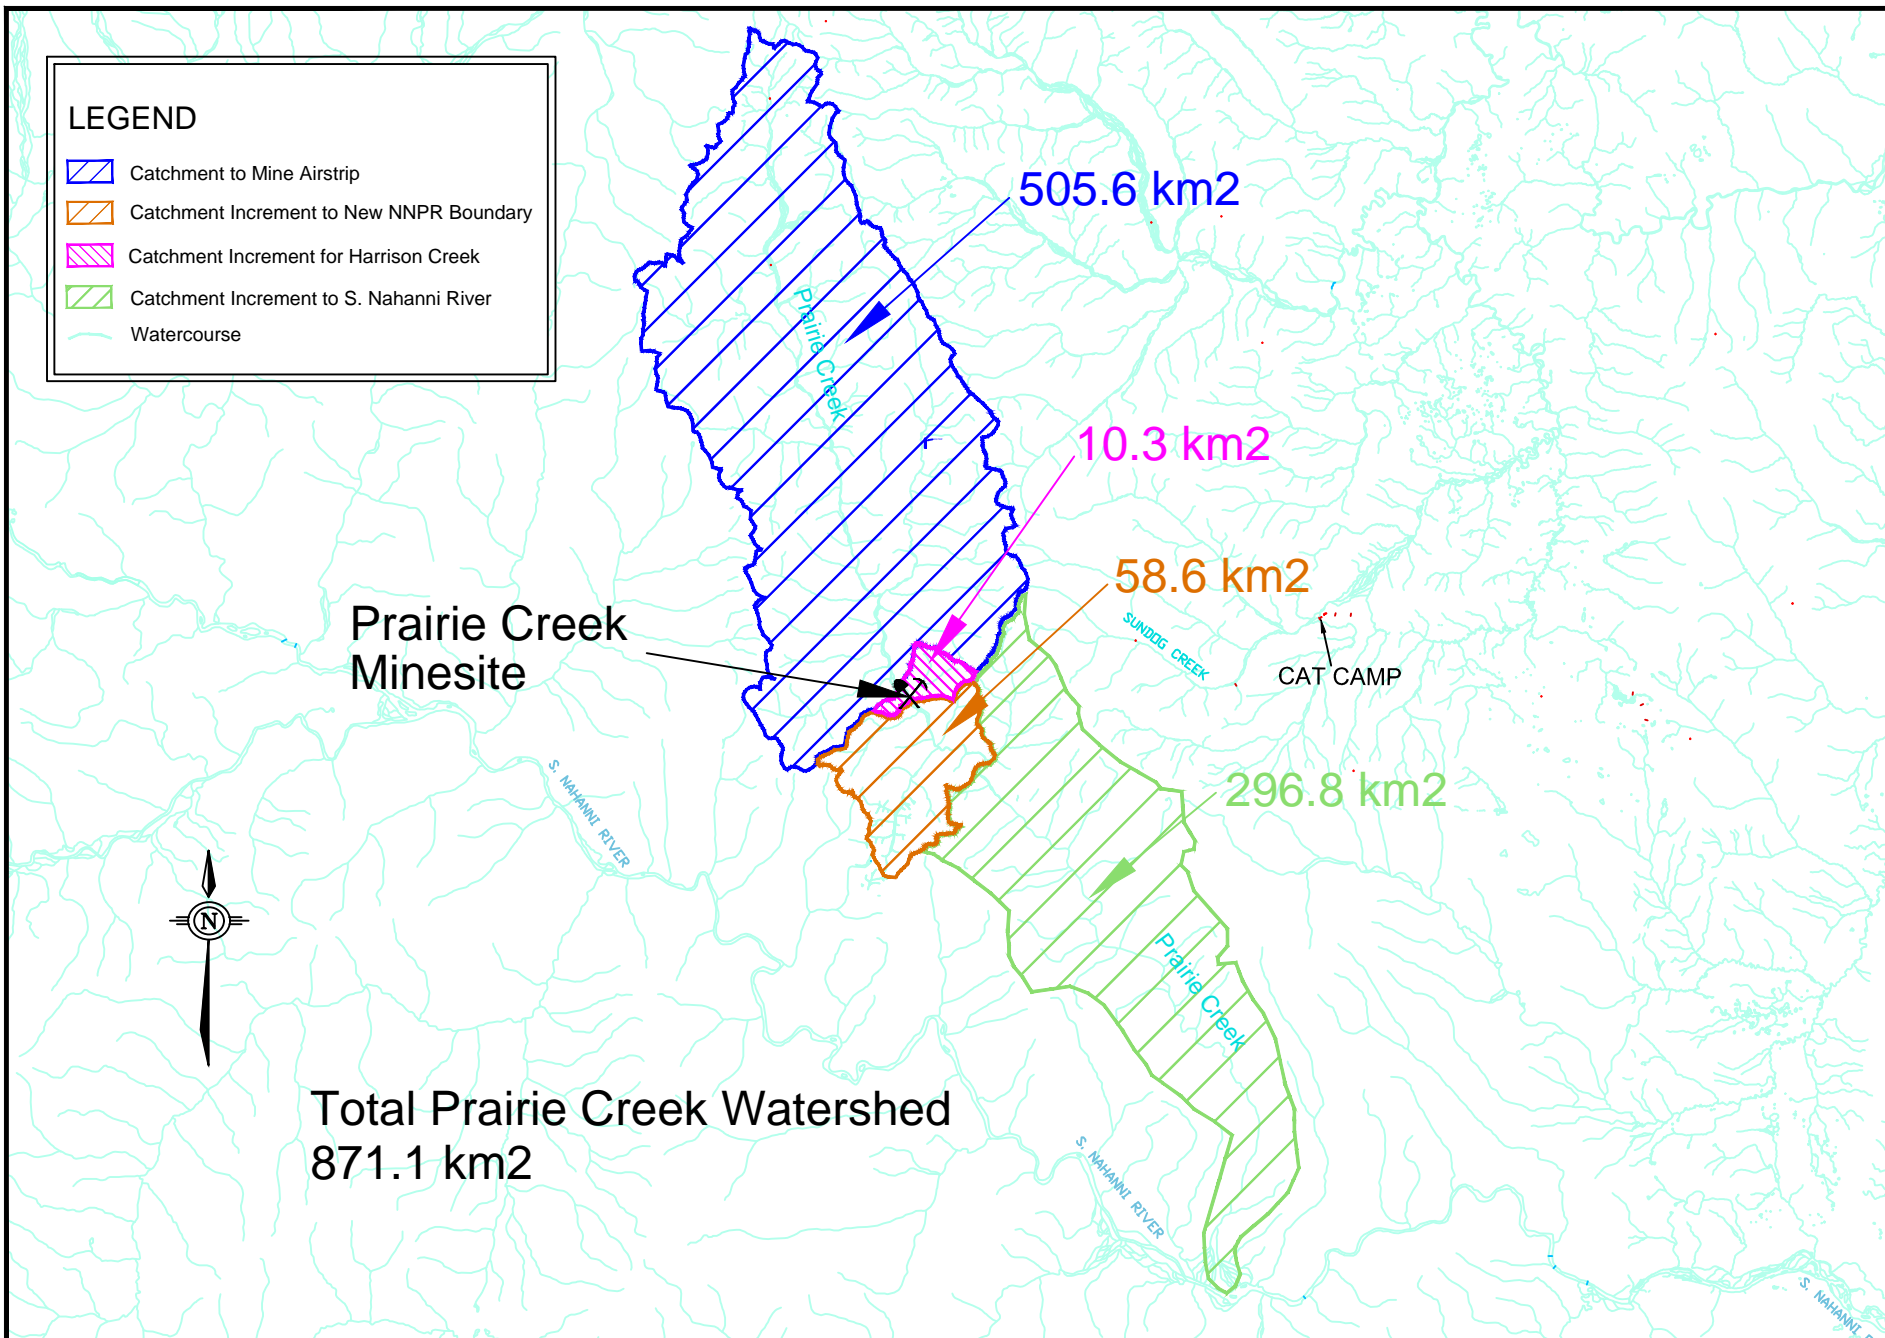 LEGEND
Catchment to Mine Airstrip
Catchment Increment to New NNPR Boundary
Catchment Increment for Harrison Creek
Catchment Increment to S. Nahanni River
Watercourse
505.6 km2
Prairie Creek
10.3 km2
58.6 km2
SUNDOG CREEK
CAT CAMP
Prairie Creek
Minesite
S. NAHANNI RIVER
296.8 km2
N
Prairie Creek
Total Prairie Creek Watershed
871.1 km2
S. NAHANNI RIVER
S. NAHANNI